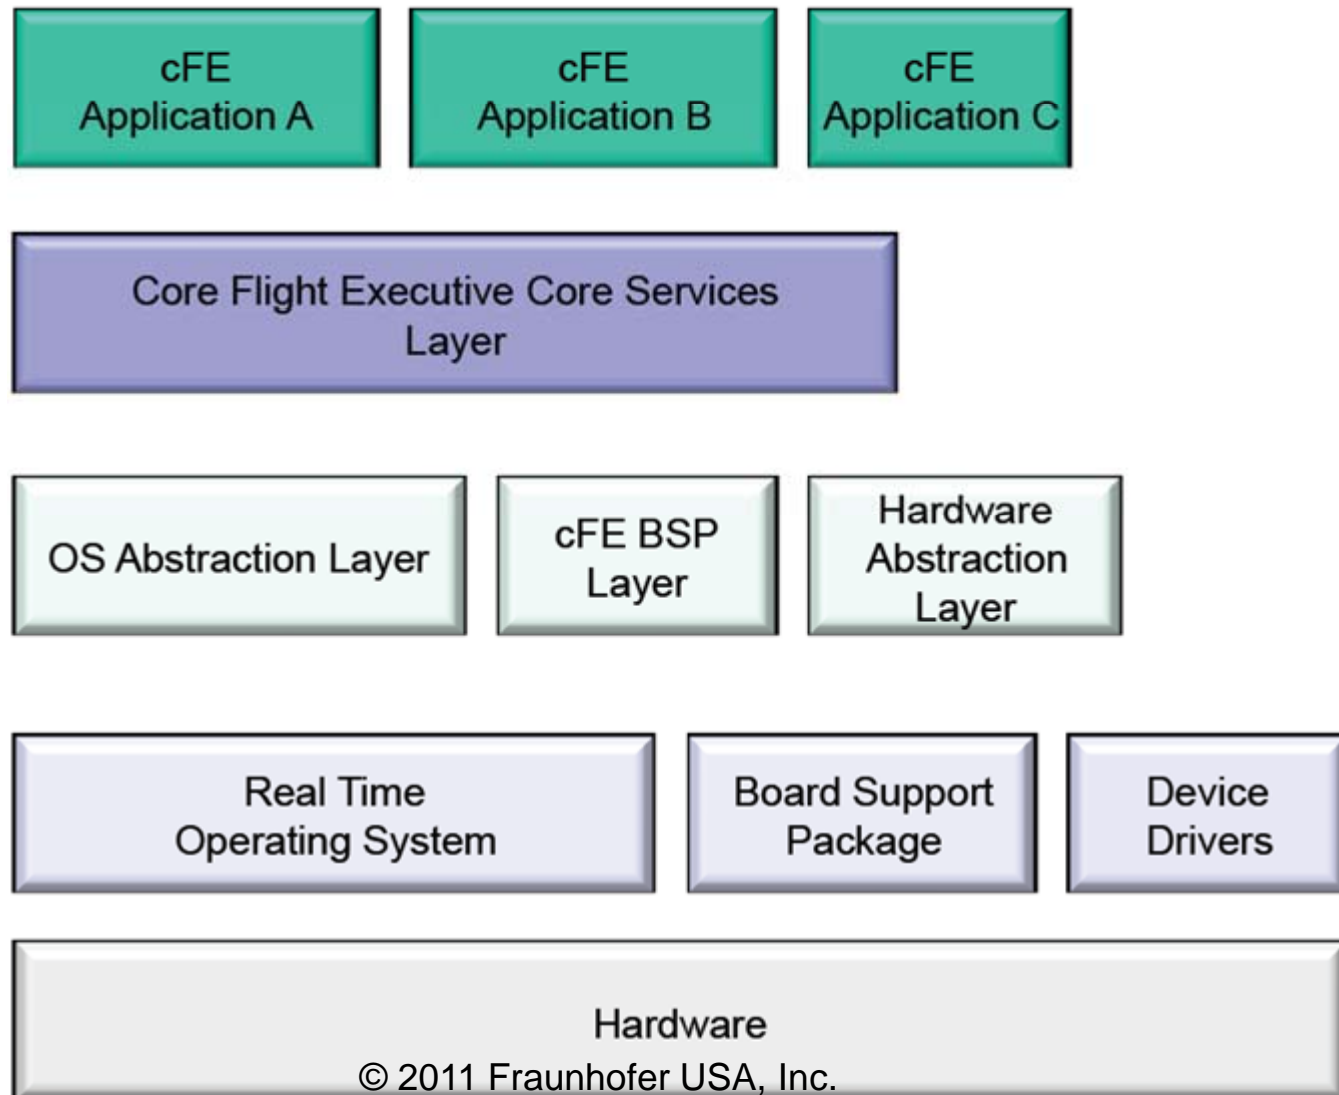 cFE
Application A
cFE
Application B
cFE
Application C
Core Flight Executive Core Services
Layer
OS Abstraction Layer
cFE BSP
Layer
Hardware
Abstraction
Layer
Real Time
Operating System
Board Support
Package
Device
Drivers
Hardware
© 2011 Fraunhofer USA, Inc.